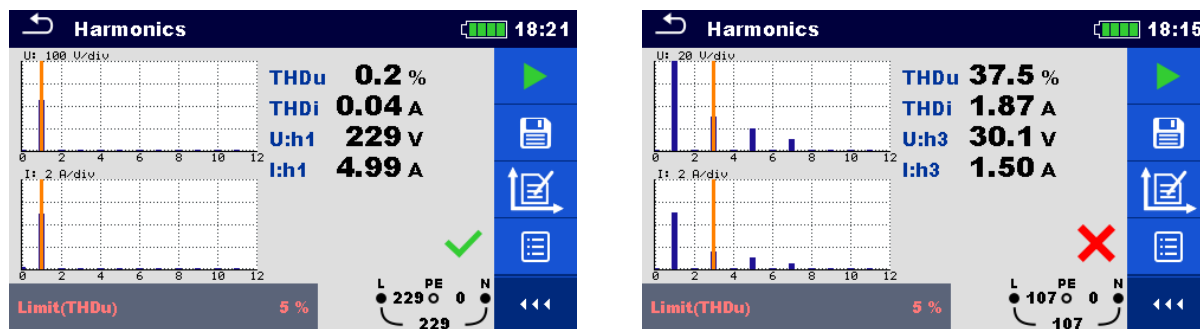 Harmonics 18:21
U: 100 V/div
THDu 0.2 %
THDi 0.04 A
U:h1 229 V
I:h1 4.99 A
0 2 4 6 8 10 12
I: 2 A/div
0 2 4 6 8 10 12
L PE N
229 0
229
Limit(THDu) 5 %
Harmonics 18:15
U: 20 V/div
THDu 37.5 %
THDi 1.87 A
U:h3 30.1 V
I:h3 1.50 A
0 2 4 6 8 10 12
I: 2 A/div
0 2 4 6 8 10 12
L PE N
107 0
107
Limit(THDu) 5 %